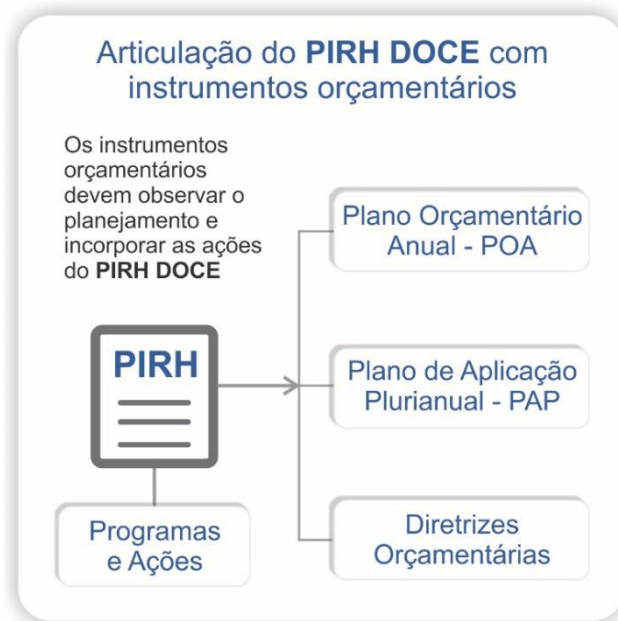 Articulação do PIRH DOCE com
instrumentos orçamentários
Os instrumentos
orçamentários
devem observar o
planejamento e
incorporar as ações
do PIRH DOCE
Plano Orçamentário
Anual - POA
PIRH
Plano de Aplicação
Plurianual - PAP
Programas
e Ações
Diretrizes
Orçamentárias